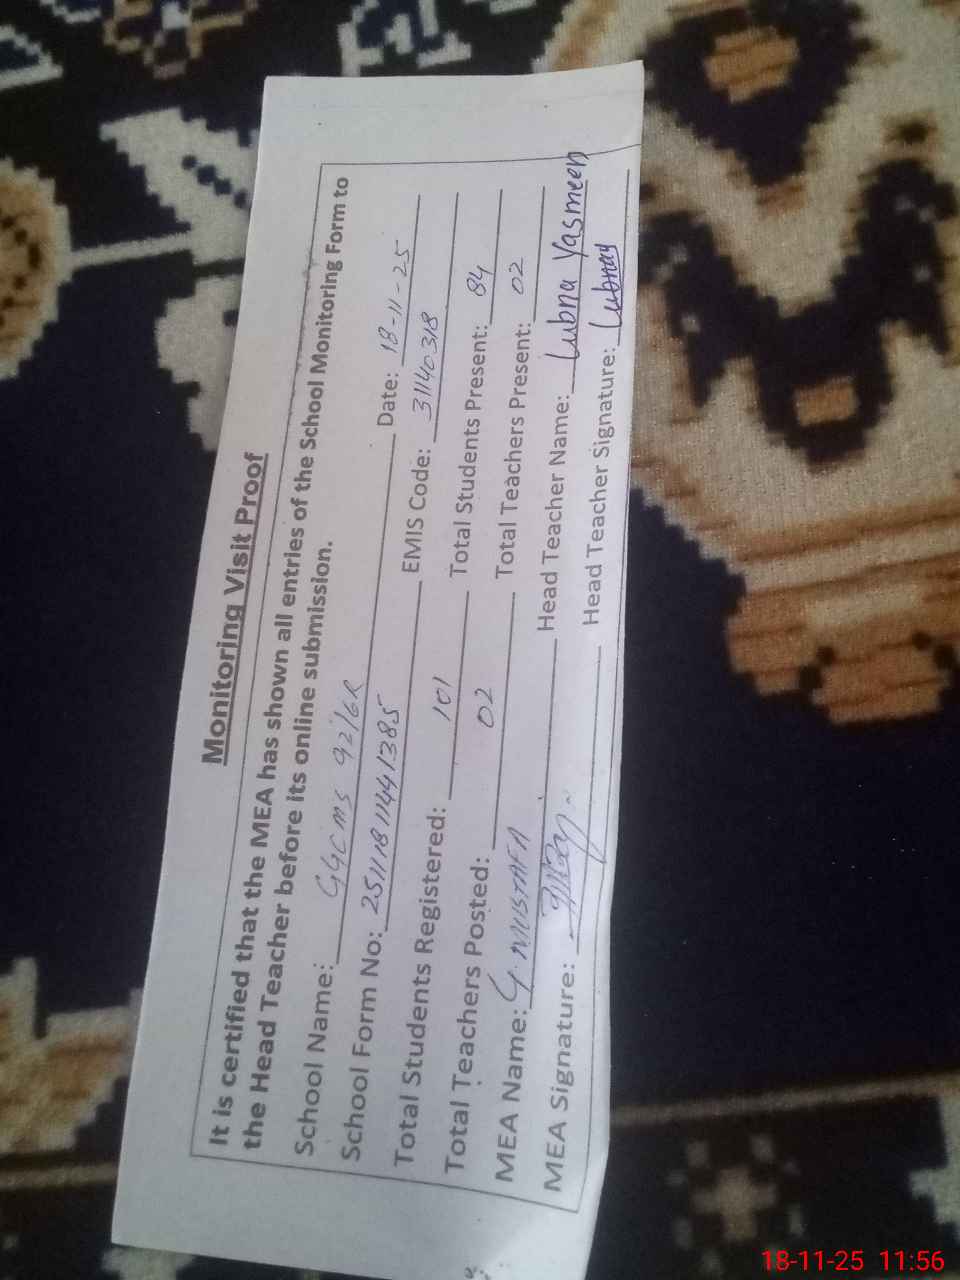 Monitoring Visit Proof
It is certified that the MEA has shown all entries of the School Monitoring Form to
the Head Teacher before its online submission.
School Name: GGCMS 92/6R Date: 18-11-25
School Form No: 25111811441385 EMIS Code: 31140318
Total Students Registered: 101 Total Students Present: 84
Total Teachers Posted: 02 Total Teachers Present: 02
MEA Name: G. MUSTAFA Head Teacher Name: Lubna Yasmeen
MEA Signature: Head Teacher Signature: Lubnay
18-11-25 11:56